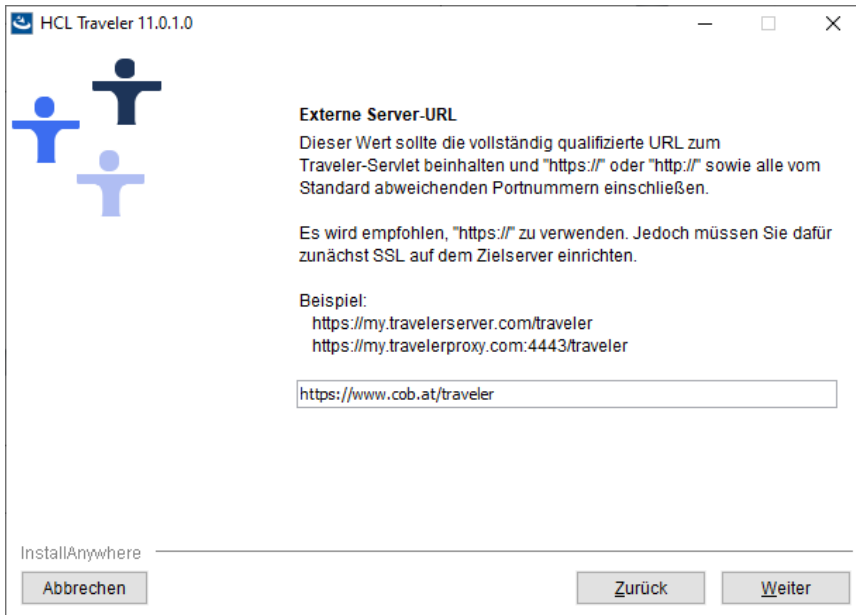 HCL Traveler 11.0.1.0
Externe Server-URL
Dieser Wert sollte die vollständig qualifizierte URL zum
Traveler-Servlet beinhalten und "https://" oder "http://" sowie alle vom
Standard abweichenden Portnummern einschließen.
Es wird empfohlen, "https://" zu verwenden. Jedoch müssen Sie dafür
zunächst SSL auf dem Zielserver einrichten.
Beispiel:
https://my.travelerserver.com/traveler
https://my.travelerproxy.com:4443/traveler
https://www.cob.at/traveler
InstallAnywhere
Abbrechen Zurück Weiter